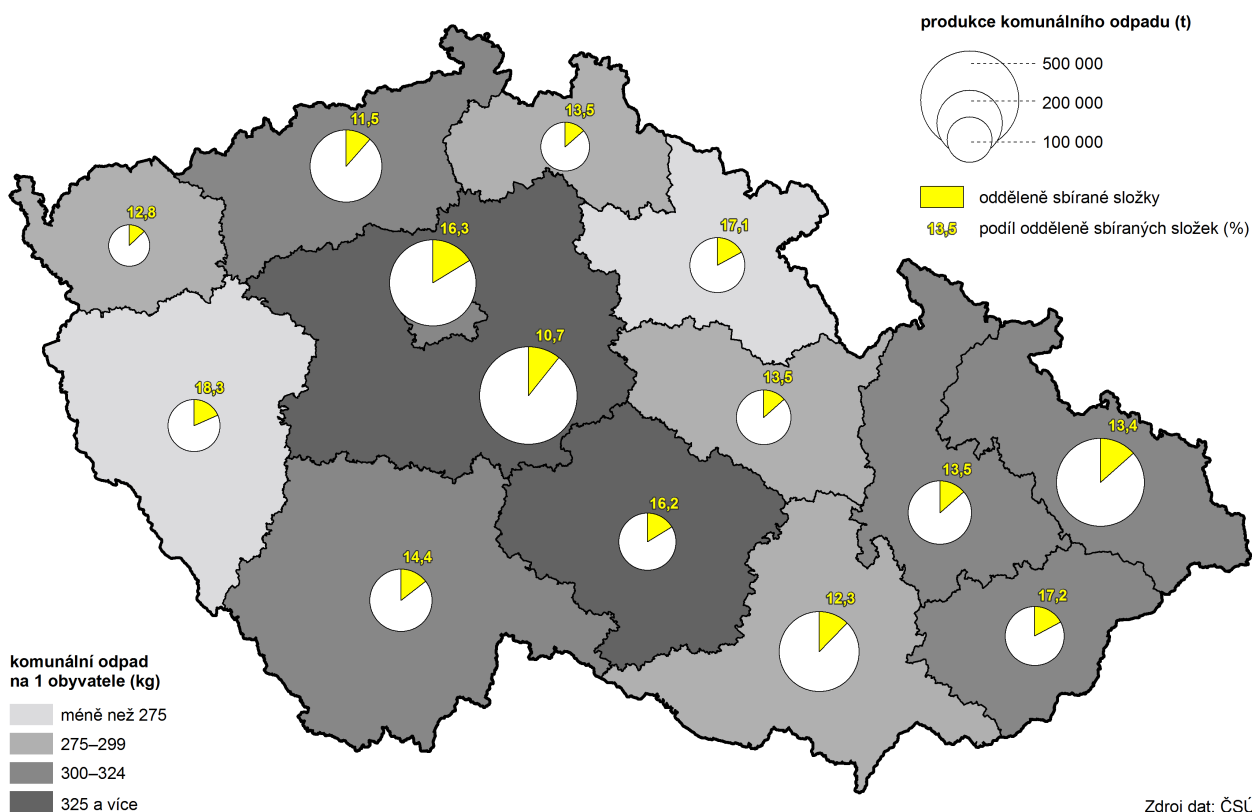 produkce komunálního odpadu (t)
500 000
200 000
100 000
odděleně sbírané složky
13,5 podíl odděleně sbíraných složek (%)
11,5
13,5
12,8
16,3
17,1
10,7
18,3
13,5
13,4
13,5
16,2
14,4
12,3
17,2
komunální odpad
na 1 obyvatele (kg)
méně než 275
275–299
300–324
325 a více
Zdroj dat: ČSÚ